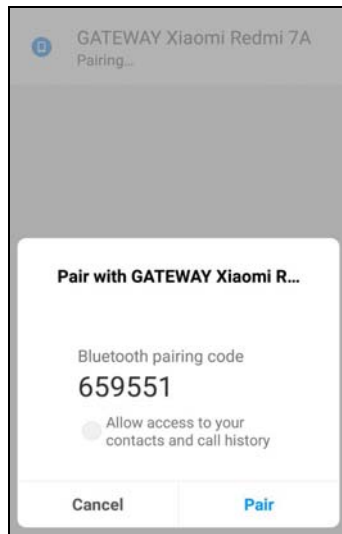 GATEWAY Xiaomi Redmi 7A
Pairing...
Pair with GATEWAY Xiaomi R...
Bluetooth pairing code
659551
Allow access to your
contacts and call history
Cancel
Pair